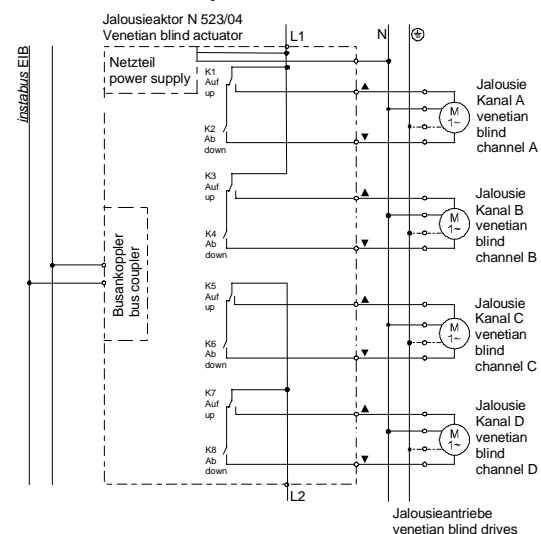 Jalousieaktor N 523/04
Venetian blind actuator
L1
N
instabus EIB
Netzteil
power supply
K1
Auf
up
K2
Ab
down
Jalousie
Kanal A
venetian
blind
channel A
M
1~
K3
Auf
up
K4
Ab
down
Jalousie
Kanal B
venetian
blind
channel B
M
1~
Busankoppler
bus coupler
K5
Auf
up
K6
Ab
down
Jalousie
Kanal C
venetian
blind
channel C
M
1~
K7
Auf
up
K8
Ab
down
Jalousie
Kanal D
venetian
blind
channel D
M
1~
L2
Jalousieantriebe
venetian blind drives